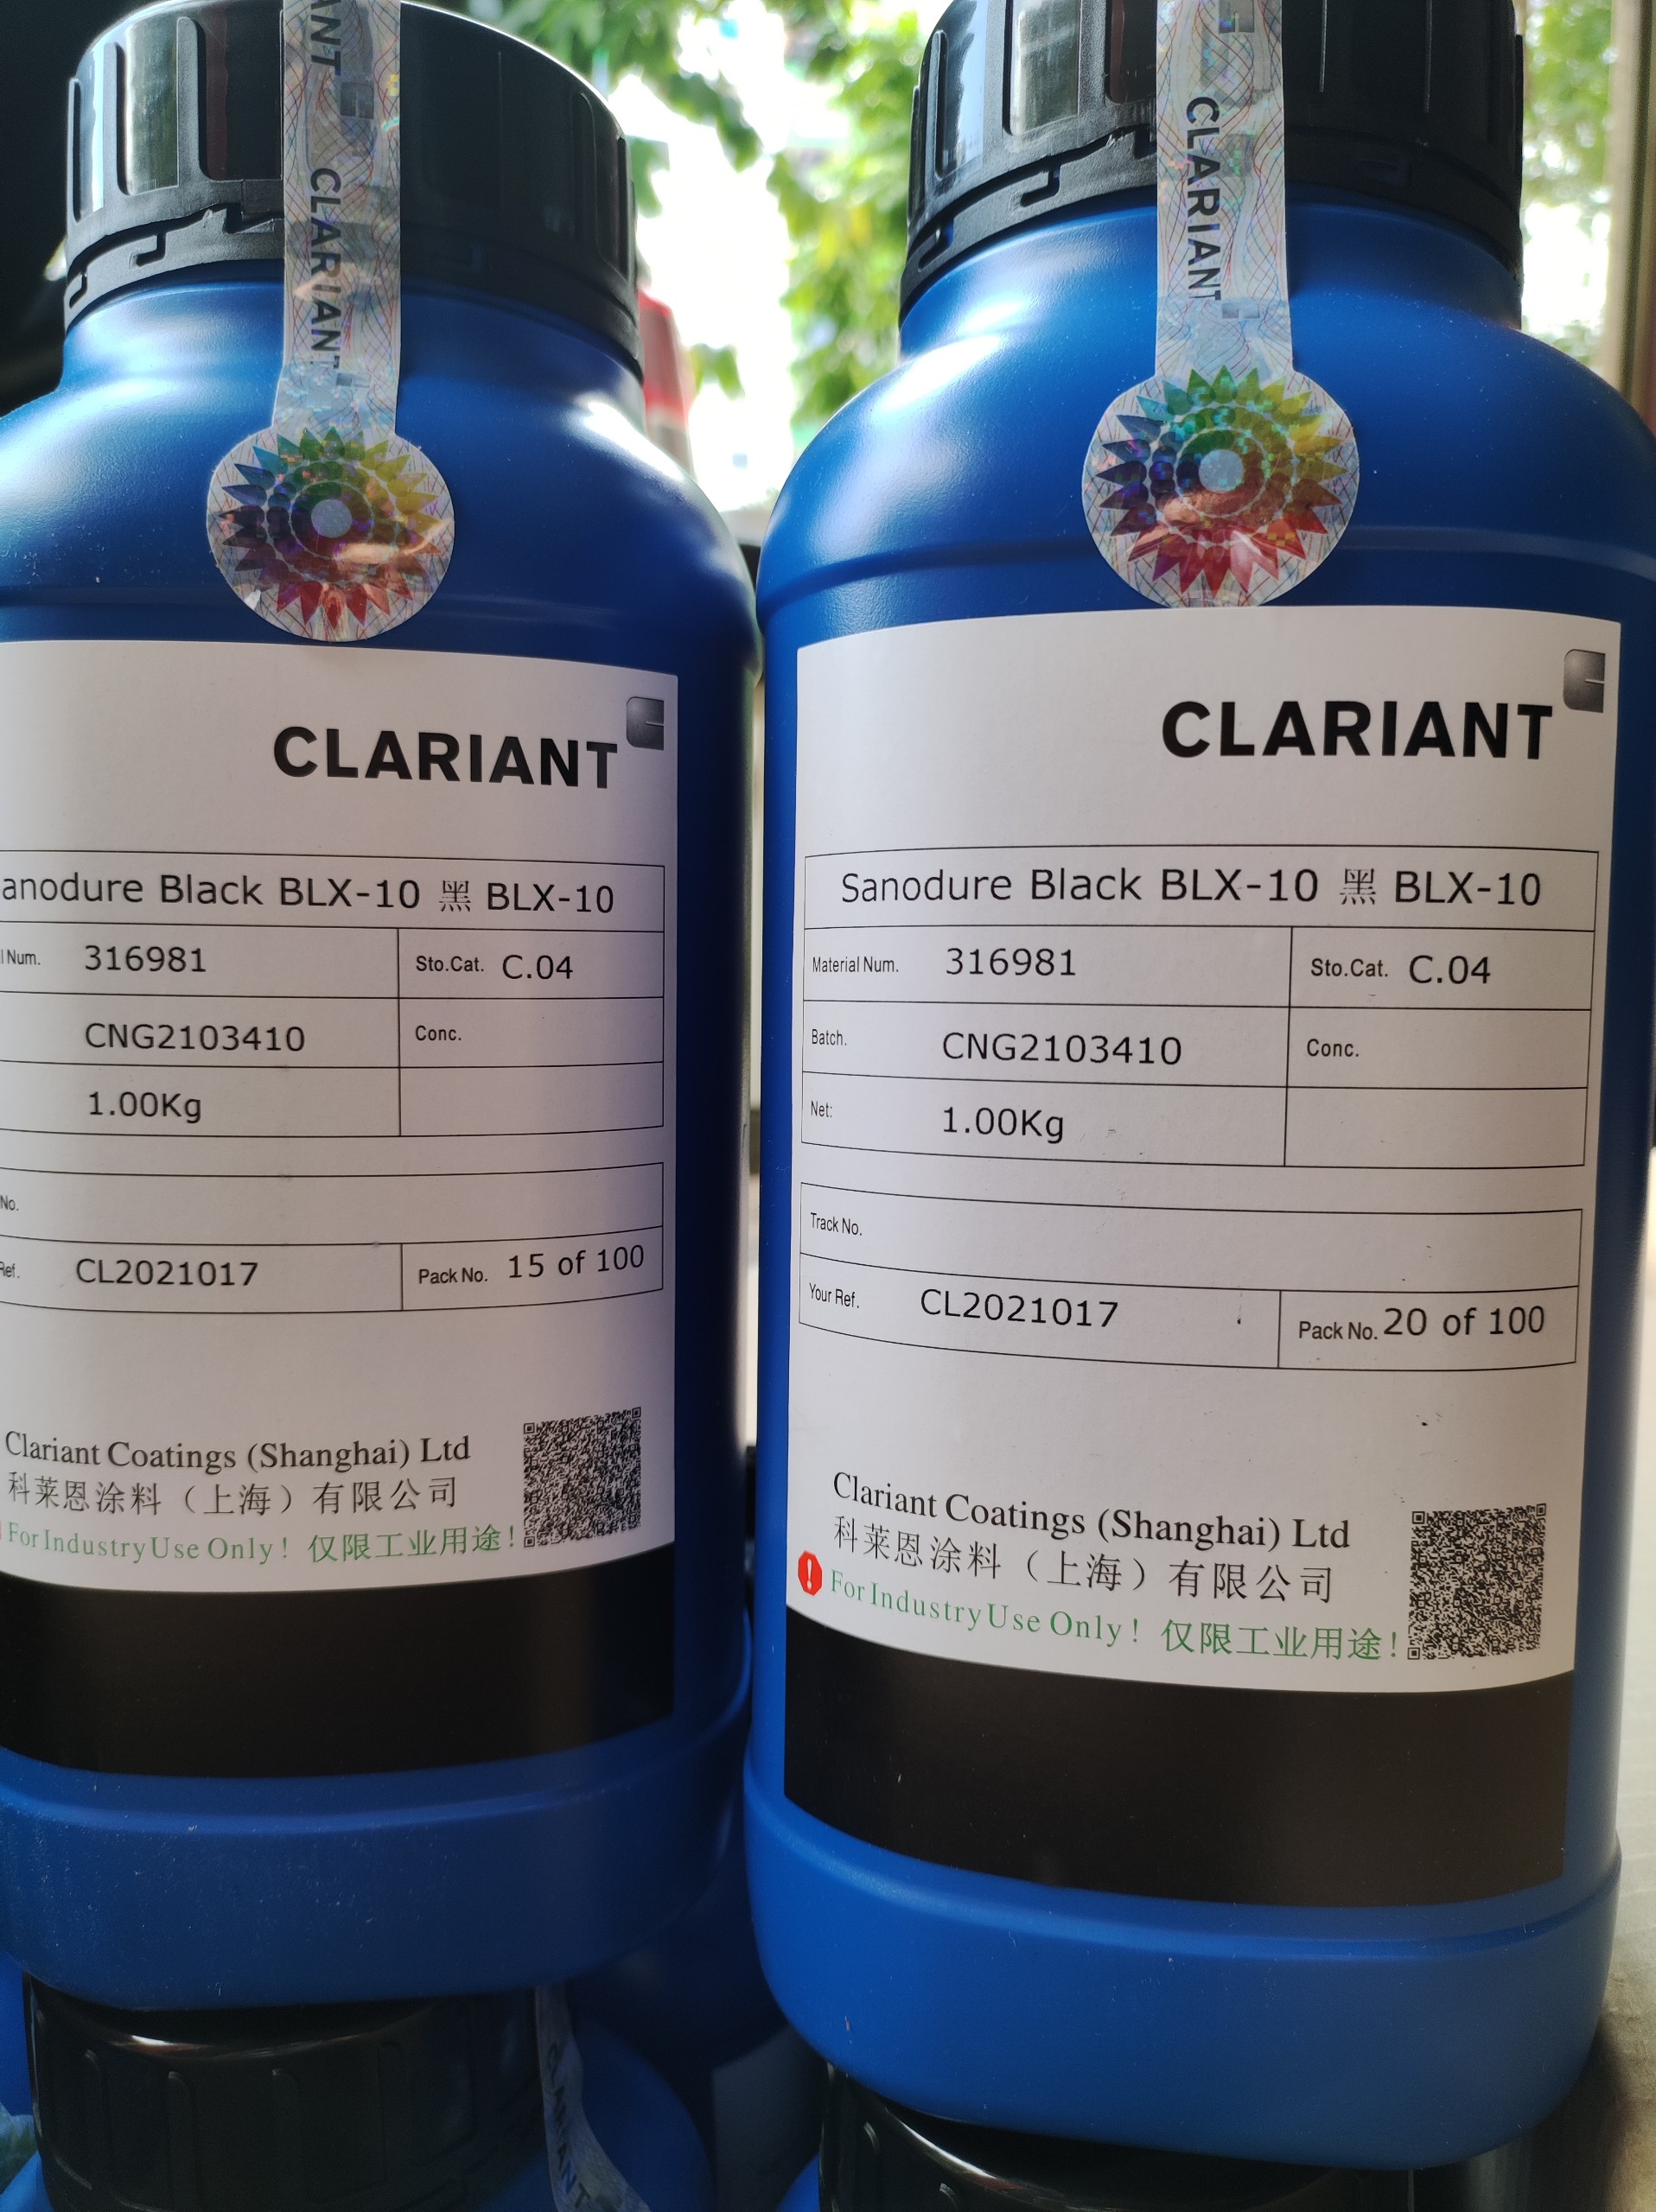 ANT
CLARIANT
CLARIANT
anodure Black BLX-10 黑 BLX-10
l Num. 316981 Sto.Cat. C.04
CNG2103410 Conc.
1.00Kg
No.
Ref. CL2021017 Pack No. 15 of 100
Clariant Coatings (Shanghai) Ltd
科莱恩涂料（上海）有限公司
For Industry Use Only! 仅限工业用途!
CLARIANT
CLARIANT
Sanodure Black BLX-10 黑 BLX-10
Material Num. 316981 Sto.Cat. C.04
Batch. CNG2103410 Conc.
Net: 1.00Kg
Track No.
Your Ref. CL2021017 Pack No. 20 of 100
Clariant Coatings (Shanghai) Ltd
科莱恩涂料（上海）有限公司
For Industry Use Only! 仅限工业用途!